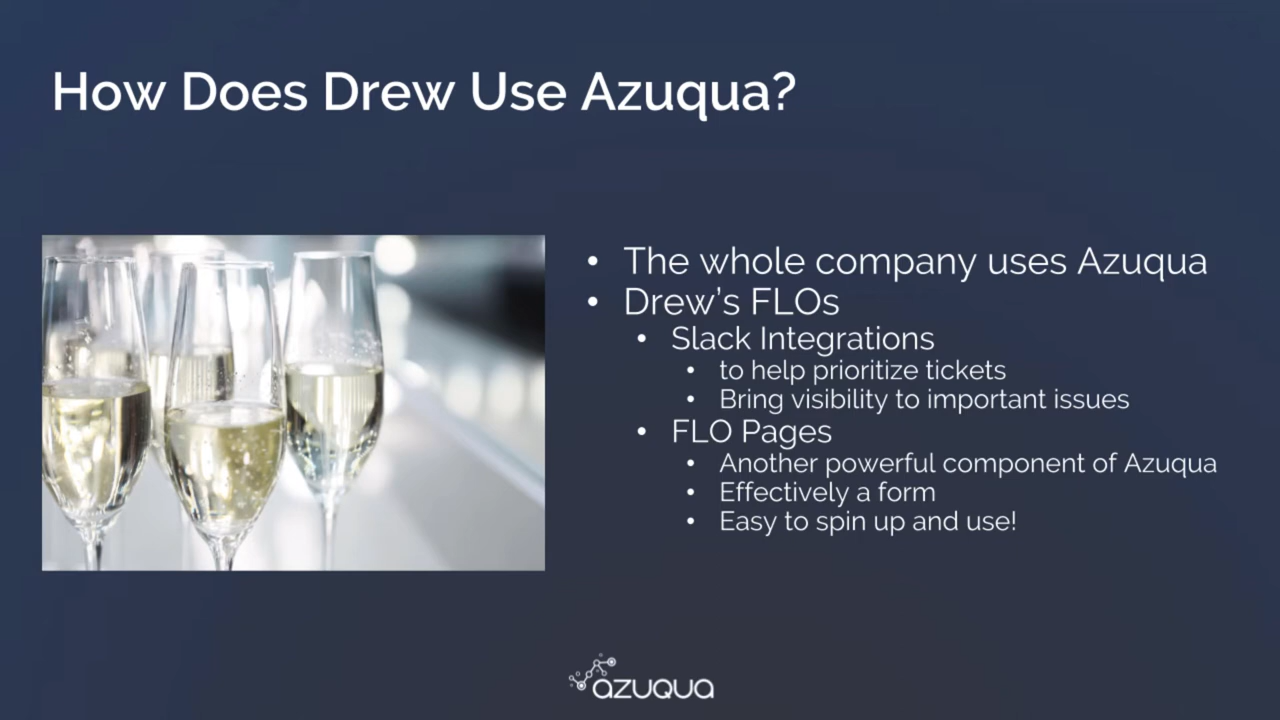 How Does Drew Use Azuqua?
• The whole company uses Azuqua
• Drew’s FLOs
• Slack Integrations
• to help prioritize tickets
• Bring visibility to important issues
• FLO Pages
• Another powerful component of Azuqua
• Effectively a form
• Easy to spin up and use!
azuqua